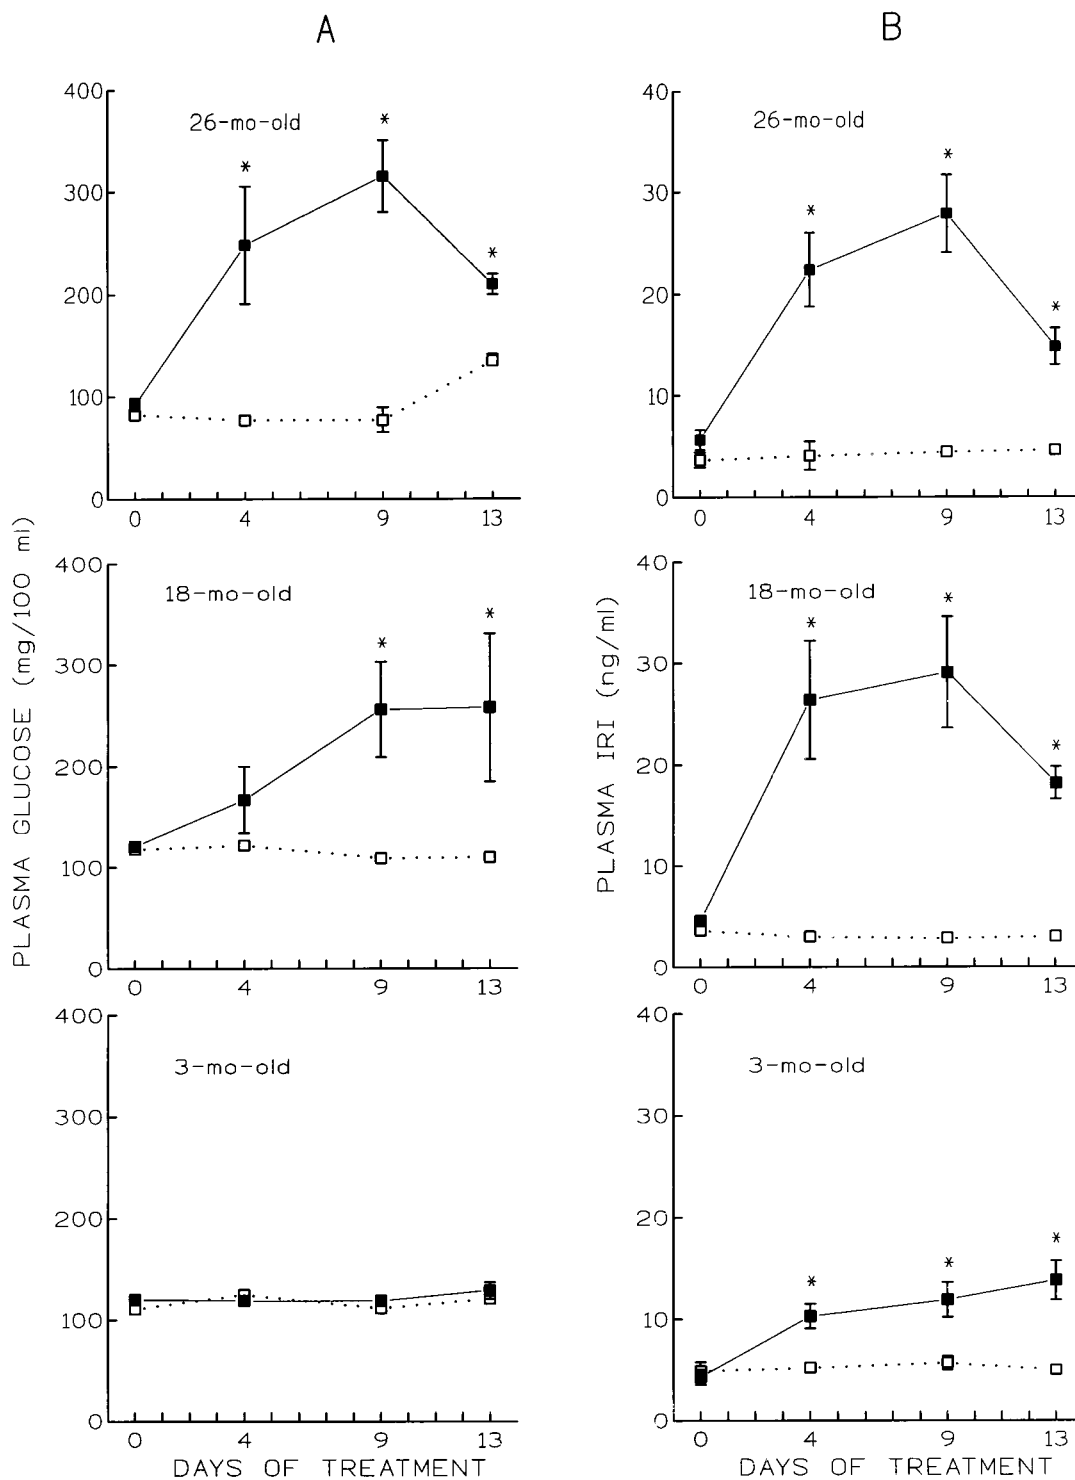 A
B
400
300
200
100
0
26-mo-old
*
*
*
0 4 9 13
40
30
20
10
0
26-mo-old
*
*
*
0 4 9 13
PLASMA GLUCOSE (mg/100 ml)
400
300
200
100
0
18-mo-old
*
*
0 4 9 13
PLASMA IRI (ng/ml)
40
30
20
10
0
18-mo-old
*
*
*
0 4 9 13
400
300
200
100
0
3-mo-old
0 4 9 13
DAYS OF TREATMENT
40
30
20
10
0
3-mo-old
*
*
*
0 4 9 13
DAYS OF TREATMENT